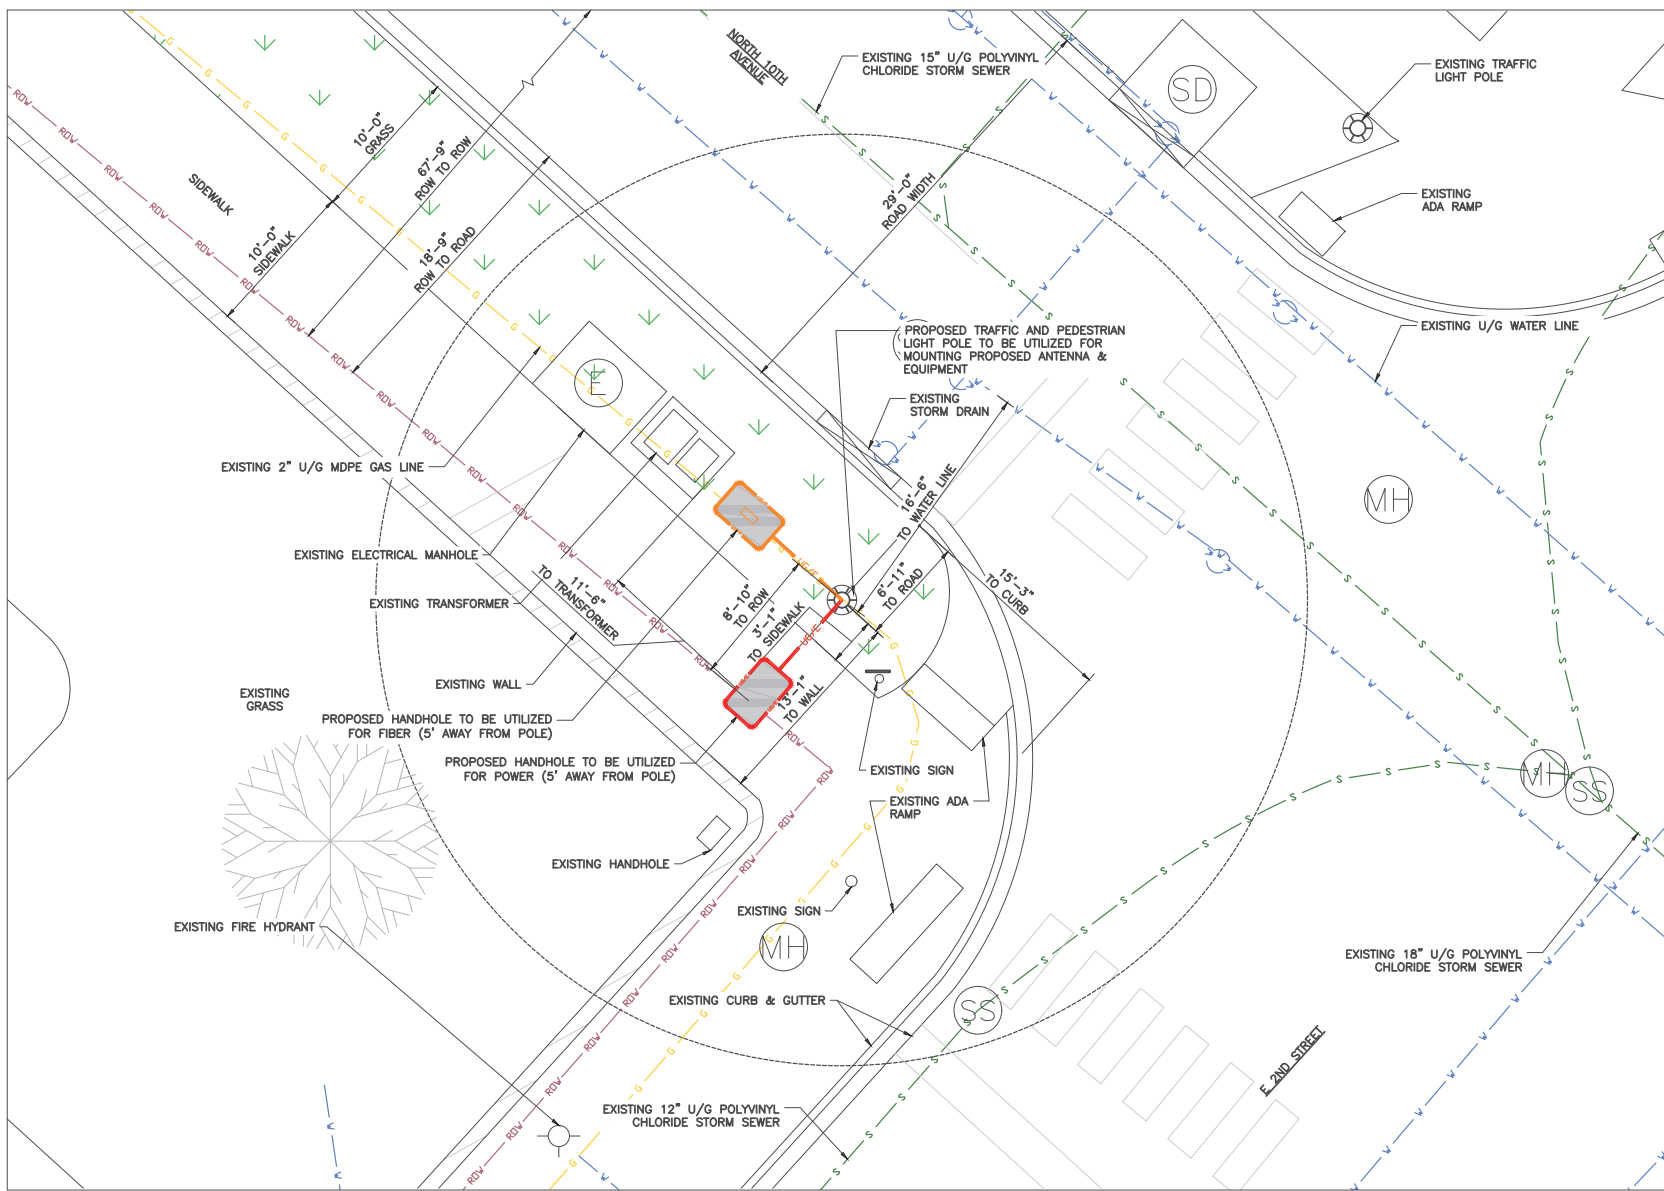 NORTH 10TH
AVENUE
EXISTING 15" U/G POLYVINYL
CHLORIDE STORM SEWER
SD
EXISTING TRAFFIC
LIGHT POLE
EXISTING
ADA RAMP
EXISTING U/G WATER LINE
10'-0"
GRASS
67'-9"
ROW TO ROW
18'-9"
ROW TO ROAD
SIDEWALK
10'-0"
SIDEWALK
29'-0"
ROAD WIDTH
PROPOSED TRAFFIC AND PEDESTRIAN
LIGHT POLE TO BE UTILIZED FOR
MOUNTING PROPOSED ANTENNA &
EQUIPMENT
EXISTING
STORM DRAIN
E
MH
EXISTING 2" U/G MDPE GAS LINE
16'-6"
TO WATER LINE
EXISTING ELECTRICAL MANHOLE
EXISTING TRANSFORMER
11'-6"
TO TRANSFORMER
8'-10"
TO ROW
3'-1"
TO SIDEWALK
6'-11"
TO ROAD
15'-3"
TO CURB
13'-1"
TO WALL
UG/E
UG/E
EXISTING WALL
EXISTING
GRASS
PROPOSED HANDHOLE TO BE UTILIZED
FOR FIBER (5' AWAY FROM POLE)
PROPOSED HANDHOLE TO BE UTILIZED
FOR POWER (5' AWAY FROM POLE)
EXISTING SIGN
EXISTING ADA
RAMP
MH
SS
EXISTING HANDHOLE
EXISTING SIGN
MH
EXISTING FIRE HYDRANT
EXISTING 18" U/G POLYVINYL
CHLORIDE STORM SEWER
EXISTING CURB & GUTTER
SS
E 2ND STREET
EXISTING 12" U/G POLYVINYL
CHLORIDE STORM SEWER
ROW
G
W
S